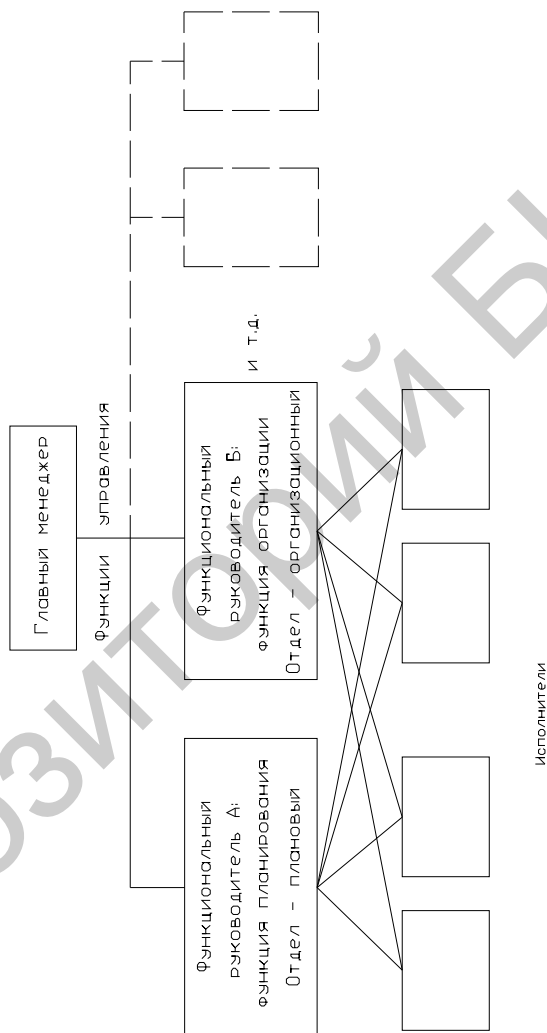 Главный менеджер
Функции управления
Функциональный
руководитель А:
функция планирования
Отдел – плановый
Функциональный
руководитель Б:
функция организации
Отдел – организационный
и т.д.
Исполнители